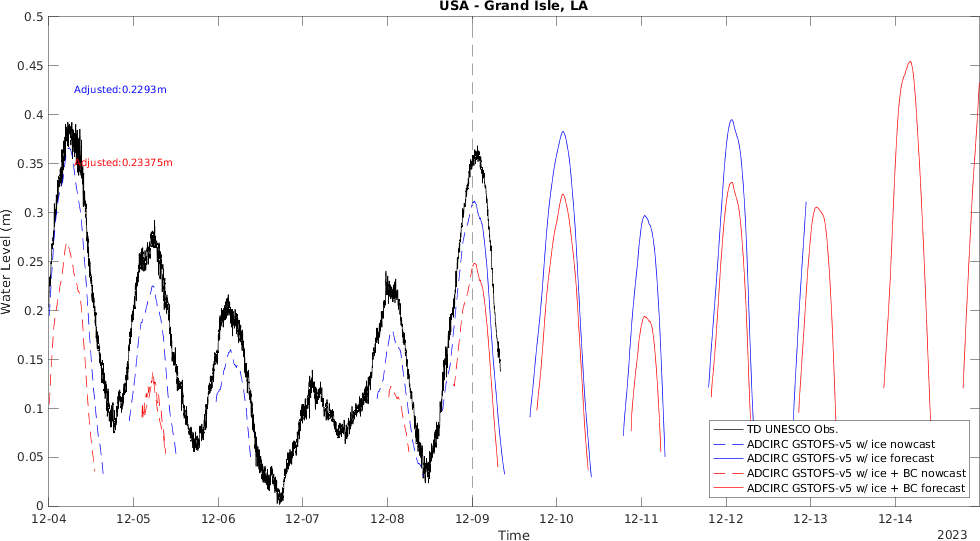 USA - Grand Isle, LA
0.5
0.45
0.4
0.35
0.3
0.25
0.2
0.15
0.1
0.05
0
Water Level (m)
Adjusted:0.2293m
Adjusted:0.23375m
TD UNESCO Obs.
ADCIRC GSTOFS-v5 w/ ice nowcast
ADCIRC GSTOFS-v5 w/ ice forecast
ADCIRC GSTOFS-v5 w/ ice + BC nowcast
ADCIRC GSTOFS-v5 w/ ice + BC forecast
12-04 12-05 12-06 12-07 12-08 12-09 12-10 12-11 12-12 12-13 12-14
Time
2023